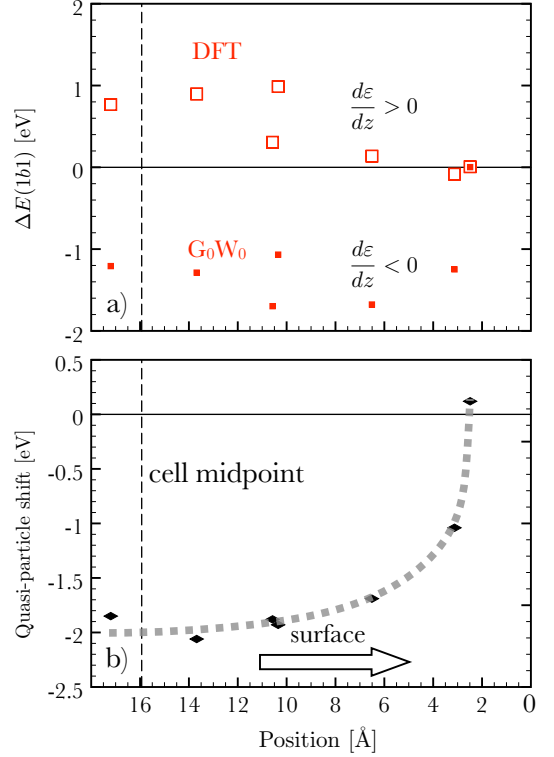 2
DFT
dε/dz > 0
1
ΔE(1b1) [eV]
0
G₀W₀
dε/dz < 0
-1
a)
-2
0.5
0
-0.5
cell midpoint
-1
Quasi-particle shift [eV]
-1.5
-2
surface
b)
-2.5
16 14 12 10 8 6 4 2 0
Position [Å]